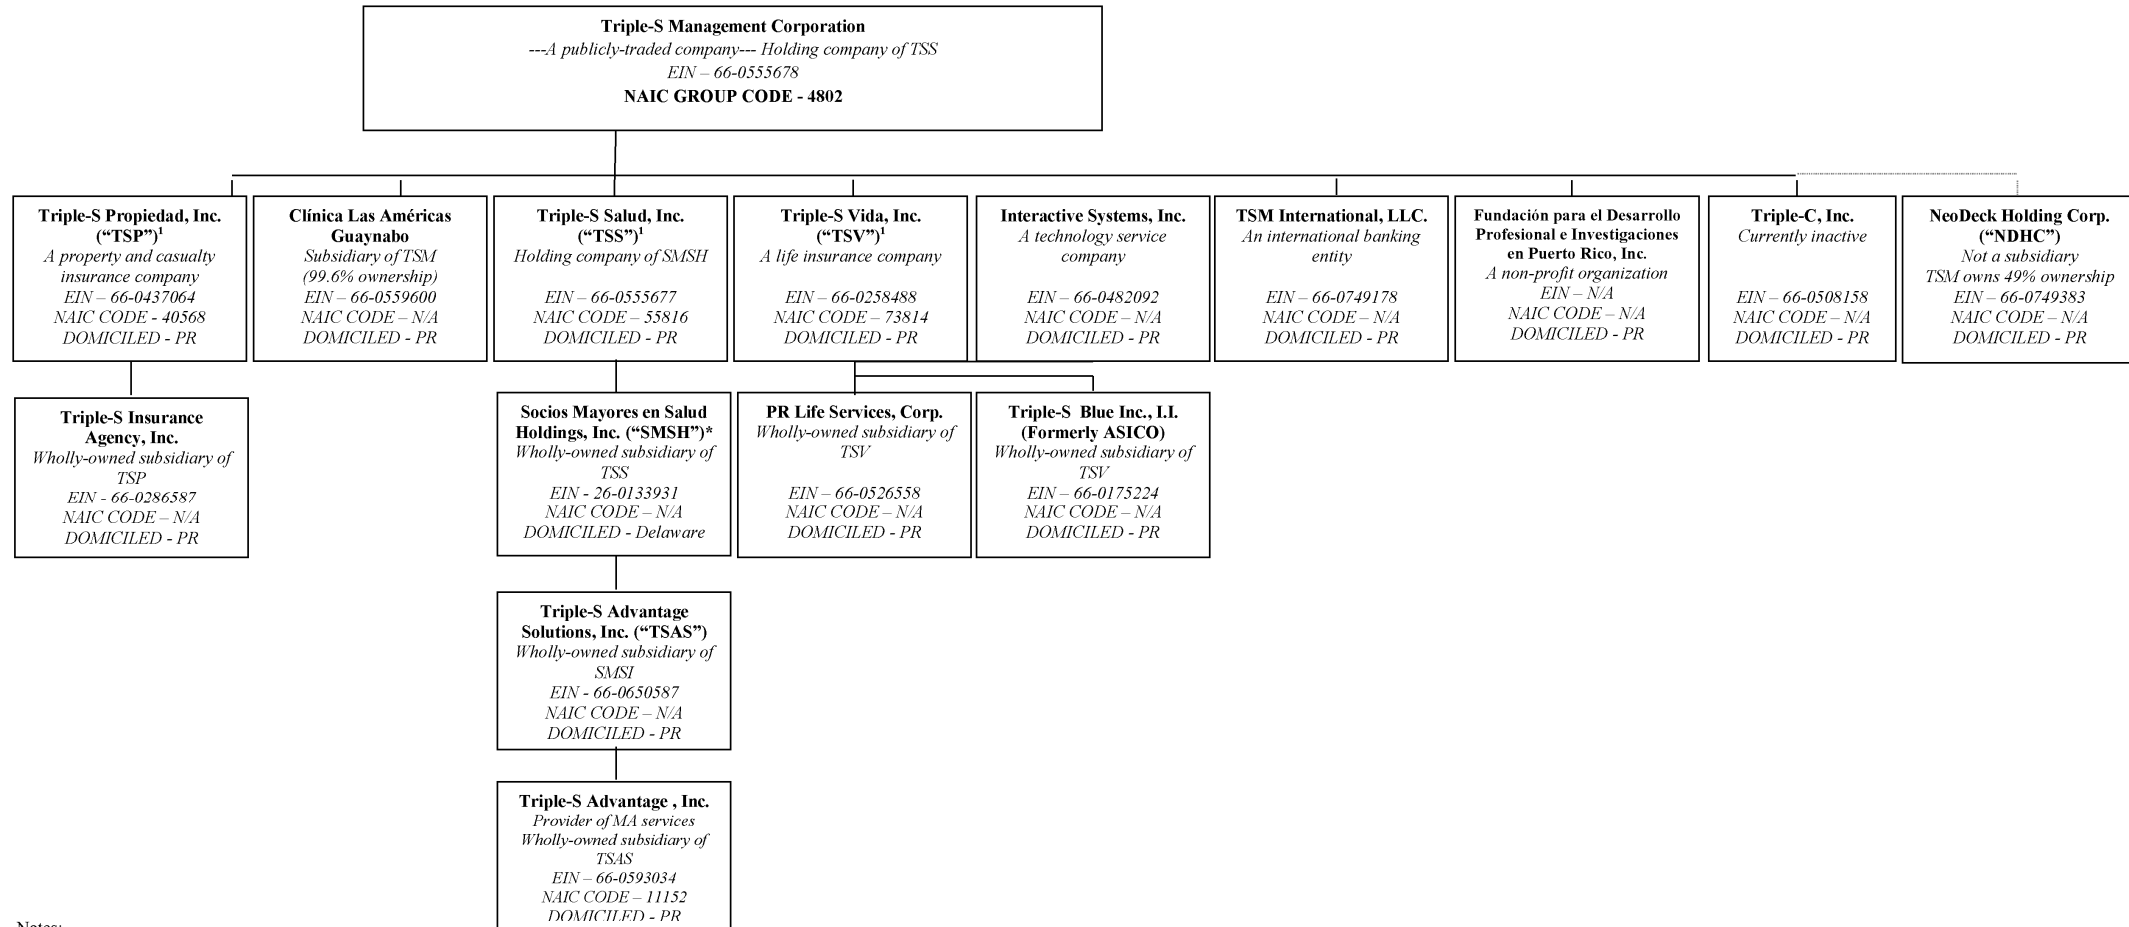 Triple-S Management Corporation
---A publicly-traded company--- Holding company of TSS
EIN – 66-0555678
NAIC GROUP CODE - 4802
Triple-S Propiedad, Inc.
(“TSP”)¹
A property and casualty
insurance company
EIN – 66-0437064
NAIC CODE - 40568
DOMICILED - PR
Clínica Las Américas
Guaynabo
Subsidiary of TSM
(99.6% ownership)
EIN – 66-0559600
NAIC CODE – N/A
DOMICILED - PR
Triple-S Salud, Inc.
(“TSS”)¹
Holding company of SMSH
EIN – 66-0555677
NAIC CODE – 55816
DOMICILED - PR
Triple-S Vida, Inc.
(“TSV”)¹
A life insurance company
EIN – 66-0258488
NAIC CODE – 73814
DOMICILED - PR
Interactive Systems, Inc.
A technology service
company
EIN – 66-0482092
NAIC CODE – N/A
DOMICILED - PR
TSM International, LLC.
An international banking
entity
EIN – 66-0749178
NAIC CODE – N/A
DOMICILED - PR
Fundación para el Desarrollo
Profesional e Investigaciones
en Puerto Rico, Inc.
A non-profit organization
EIN – N/A
NAIC CODE – N/A
DOMICILED - PR
Triple-C, Inc.
Currently inactive
EIN – 66-0508158
NAIC CODE – N/A
DOMICILED - PR
NeoDeck Holding Corp.
(“NDHC”)
Not a subsidiary
TSM owns 49% ownership
EIN – 66-0749383
NAIC CODE – N/A
DOMICILED - PR
Triple-S Insurance
Agency, Inc.
Wholly-owned subsidiary of
TSP
EIN - 66-0286587
NAIC CODE – N/A
DOMICILED - PR
Socios Mayores en Salud
Holdings, Inc. (“SMSH”)*
Wholly-owned subsidiary of
TSS
EIN - 26-0133931
NAIC CODE – N/A
DOMICILED - Delaware
PR Life Services, Corp.
Wholly-owned subsidiary of
TSV
EIN – 66-0526558
NAIC CODE – N/A
DOMICILED - PR
Triple-S Blue Inc., I.I.
(Formerly ASICO)
Wholly-owned subsidiary of
TSV
EIN – 66-0175224
NAIC CODE – N/A
DOMICILED - PR
Triple-S Advantage
Solutions, Inc. (“TSAS”)
Wholly-owned subsidiary of
SMSI
EIN - 66-0650587
NAIC CODE – N/A
DOMICILED - PR
Triple-S Advantage , Inc.
Provider of MA services
Wholly-owned subsidiary of
TSAS
EIN – 66-0593034
NAIC CODE – 11152
DOMICILED - PR
Notes: